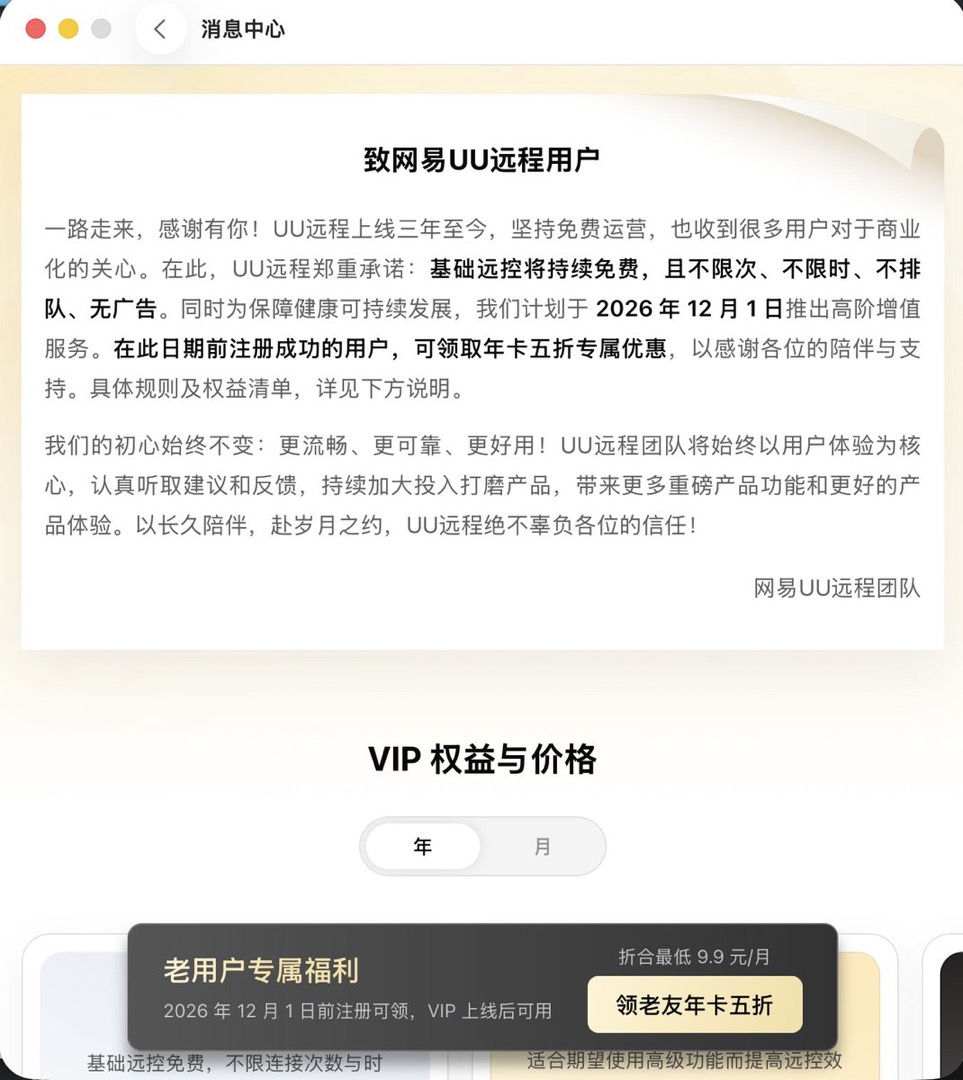 消息中心
致网易UU远程用户
一路走来，感谢有你！UU远程上线三年至今，坚持免费运营，也收到很多用户对于商业
化的关心。在此，UU远程郑重承诺：基础远控将持续免费，且不限次、不限时、不排
队、无广告。同时为保障健康可持续发展，我们计划于 2026 年 12 月 1 日推出高阶增值
服务。在此日期前注册成功的用户，可领取年卡五折专属优惠，以感谢各位的陪伴与支
持。具体规则及权益清单，详见下方说明。
我们的初心始终不变：更流畅、更可靠、更好用！UU远程团队将始终以用户体验为核
心，认真听取建议和反馈，持续加大投入打磨产品，带来更多重磅产品功能和更好的产
品体验。以长久陪伴，赴岁月之约，UU远程绝不辜负各位的信任！
网易UU远程团队
VIP 权益与价格
年
月
老用户专属福利
2026 年 12 月 1 日前注册可领，VIP 上线后可用
折合最低 9.9 元/月
领老友年卡五折
基础远控免费，不限连接次数与时
适合期望使用高级功能而提高远控效